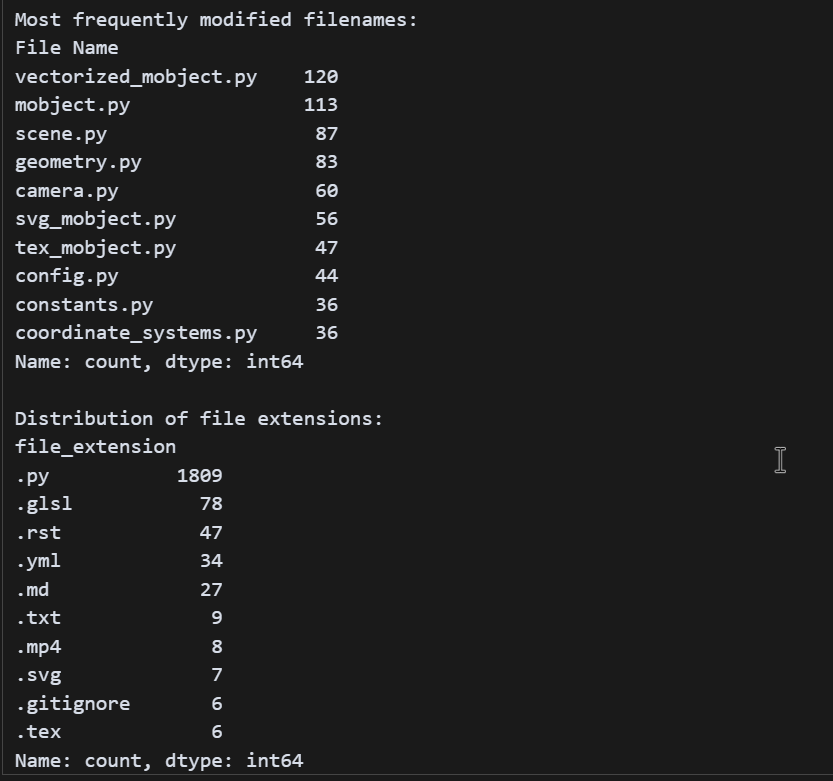 Most frequently modified filenames:
File Name
vectorized_mobject.py    120
mobject.py               113
scene.py                  87
geometry.py               83
camera.py                 60
svg_mobject.py            56
tex_mobject.py            47
config.py                 44
constants.py              36
coordinate_systems.py     36
Name: count, dtype: int64

Distribution of file extensions:
file_extension
.py           1809
.glsl           78
.rst            47
.yml            34
.md             27
.txt             9
.mp4             8
.svg             7
.gitignore       6
.tex             6
Name: count, dtype: int64